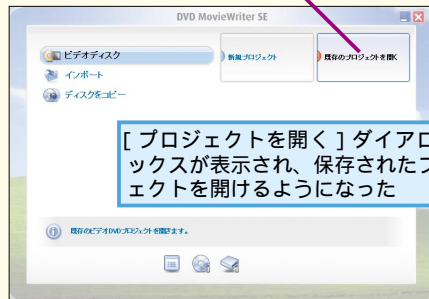 DVD MovieWriter SE
ビデオディスク
新規プロジェクト
既存のプロジェクトを開く
インポート
ディスクをコピー
[ プロジェクトを開く ] ダイアロ
ックスが表示され、保存されたプ
ェクトを開けるようになった
既存のビデオDVDプロジェクトを開きます。